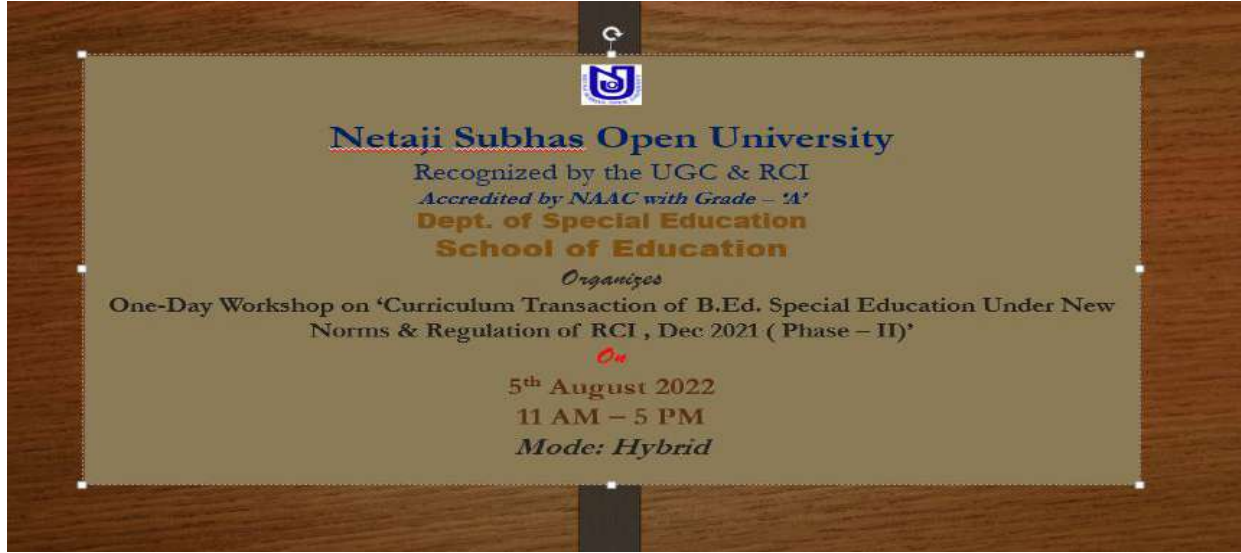 Netaji Subhas Open University
Recognized by the UGC & RCI
Accredited by NAAC with Grade – ‘A’
Dept. of Special Education
School of Education
Organizes
One-Day Workshop on ‘Curriculum Transaction of B.Ed. Special Education Under New
Norms & Regulation of RCI , Dec 2021 ( Phase – II)’
On
5th August 2022
11 AM – 5 PM
Mode: Hybrid